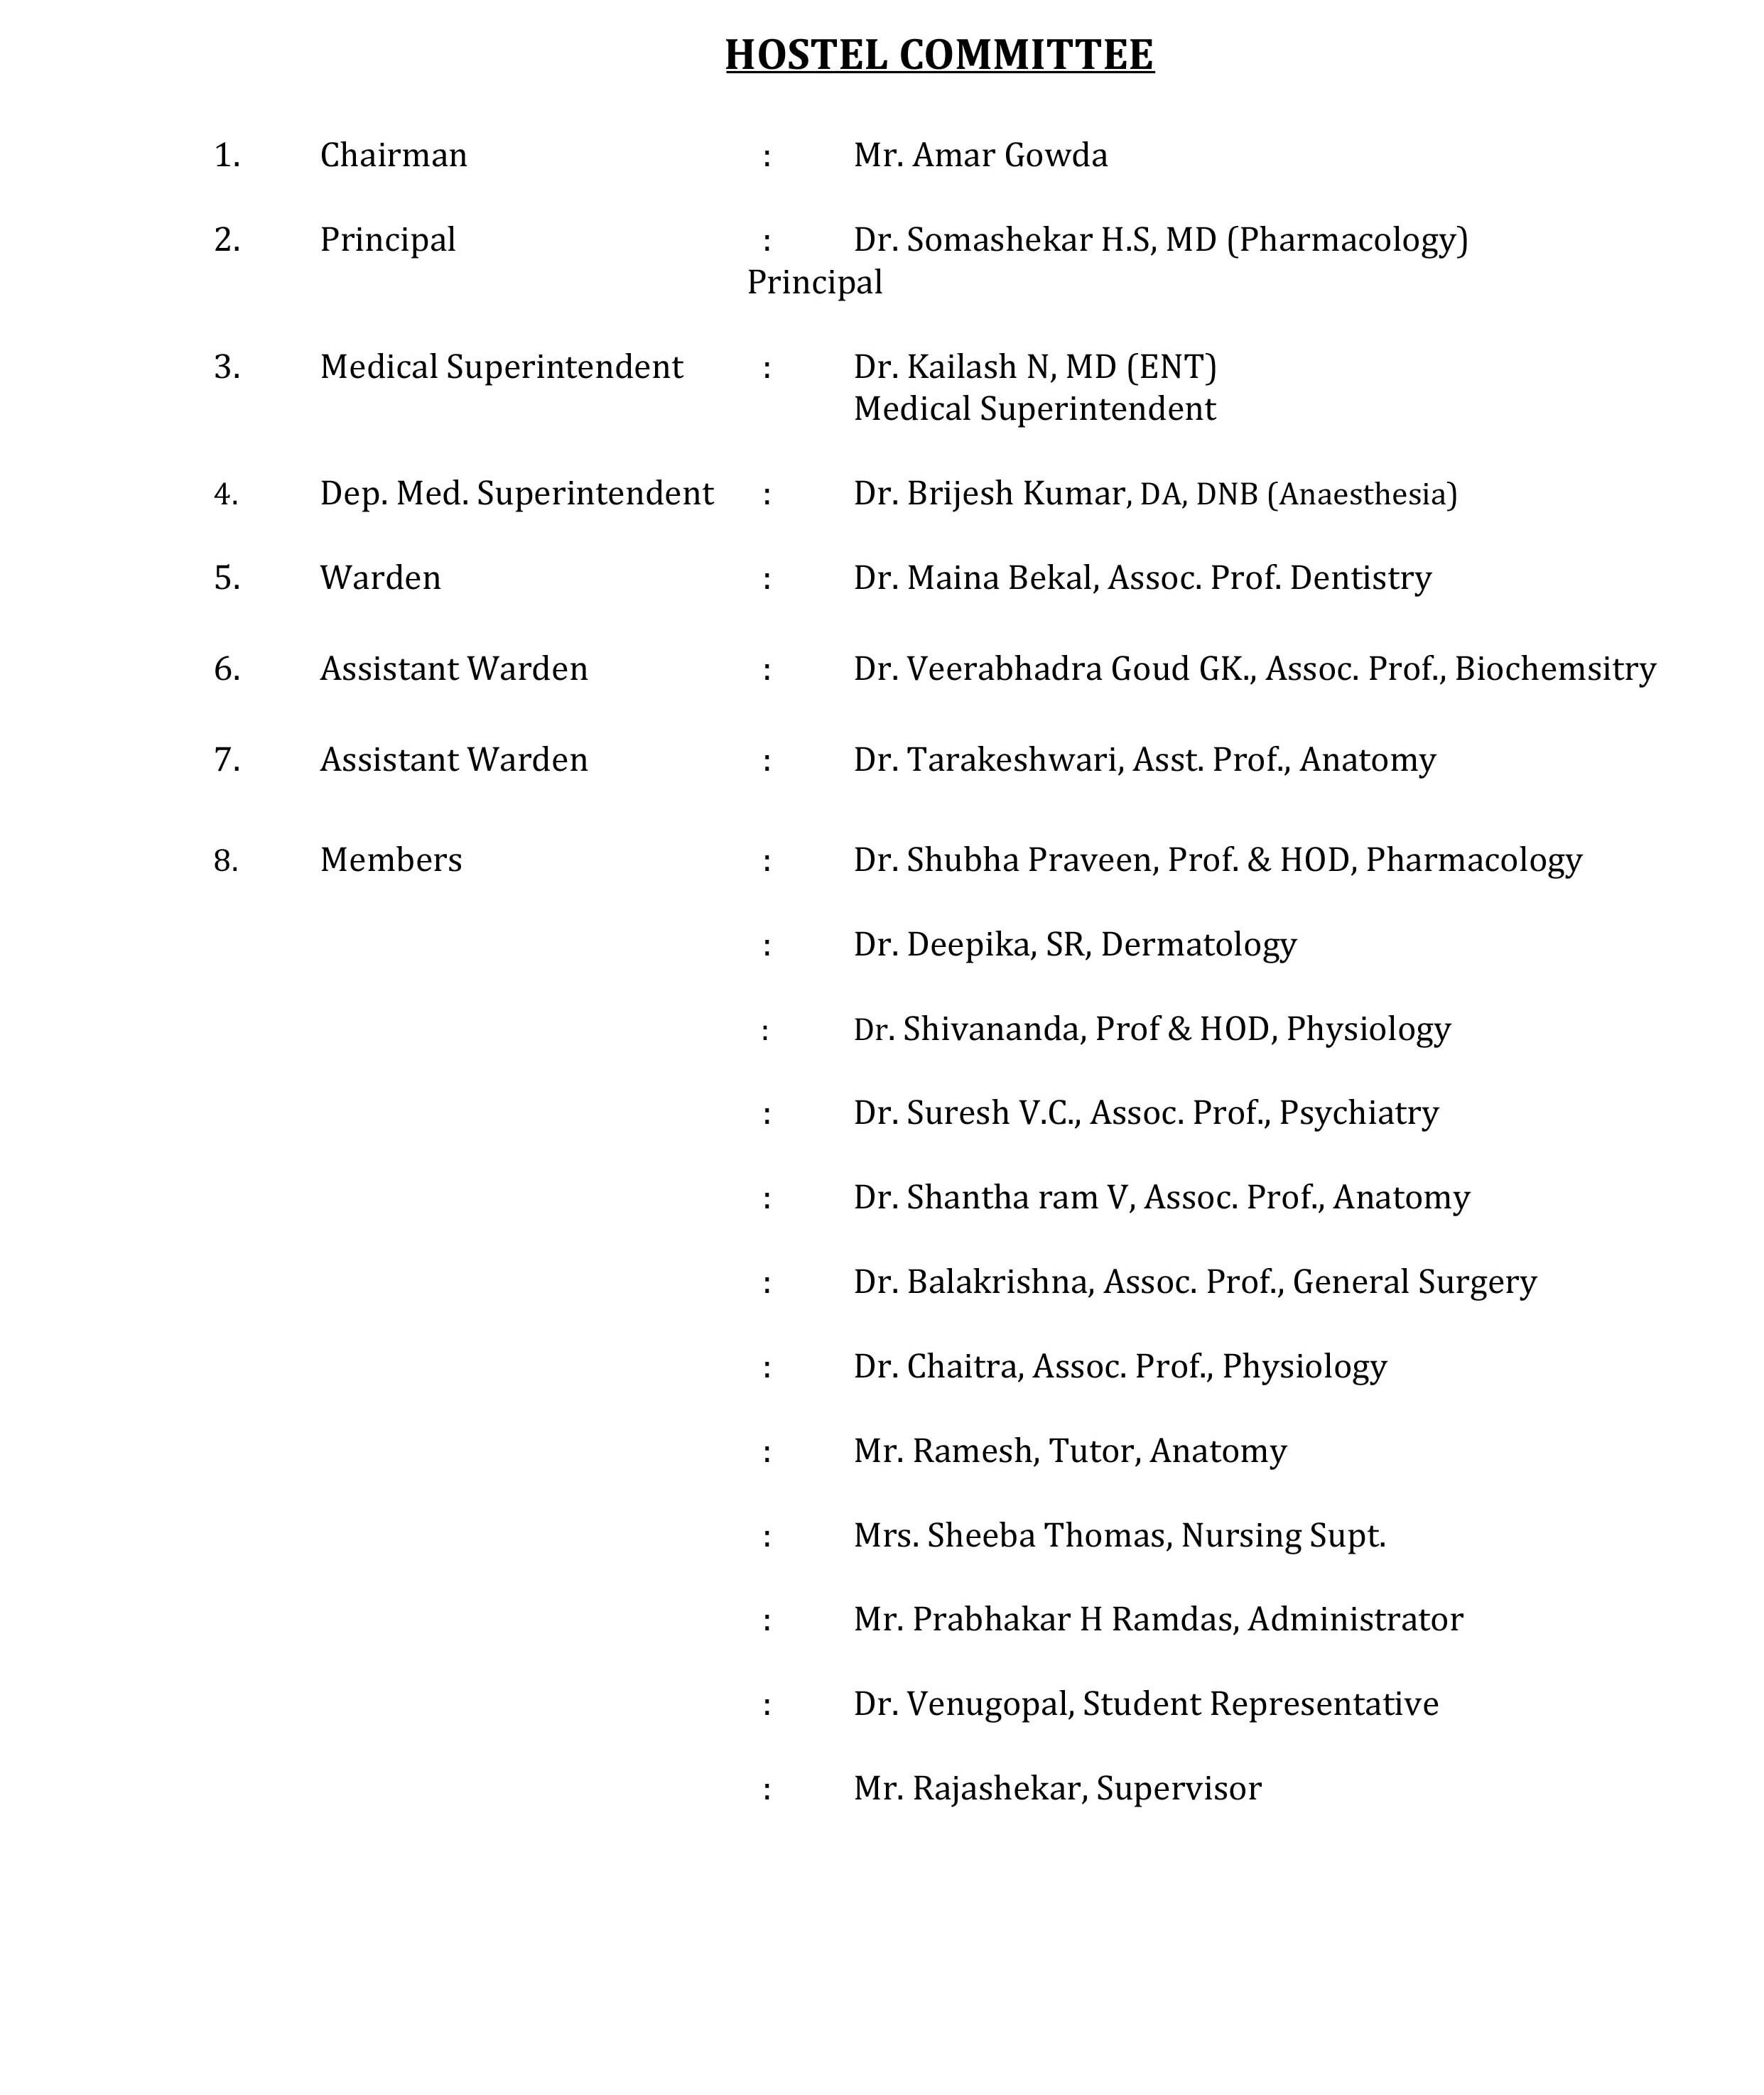 HOSTEL COMMITTEE
1. Chairman : Mr. Amar Gowda
2. Principal : Dr. Somashekar H.S, MD (Pharmacology)
Principal
3. Medical Superintendent : Dr. Kailash N, MD (ENT)
Medical Superintendent
4. Dep. Med. Superintendent : Dr. Brijesh Kumar, DA, DNB (Anaesthesia)
5. Warden : Dr. Maina Bekal, Assoc. Prof. Dentistry
6. Assistant Warden : Dr. Veerabhadra Goud GK., Assoc. Prof., Biochemsitry
7. Assistant Warden : Dr. Tarakeshwari, Asst. Prof., Anatomy
8. Members : Dr. Shubha Praveen, Prof. & HOD, Pharmacology
: Dr. Deepika, SR, Dermatology
: Dr. Shivananda, Prof & HOD, Physiology
: Dr. Suresh V.C., Assoc. Prof., Psychiatry
: Dr. Shantha ram V, Assoc. Prof., Anatomy
: Dr. Balakrishna, Assoc. Prof., General Surgery
: Dr. Chaitra, Assoc. Prof., Physiology
: Mr. Ramesh, Tutor, Anatomy
: Mrs. Sheeba Thomas, Nursing Supt.
: Mr. Prabhakar H Ramdas, Administrator
: Dr. Venugopal, Student Representative
: Mr. Rajashekar, Supervisor